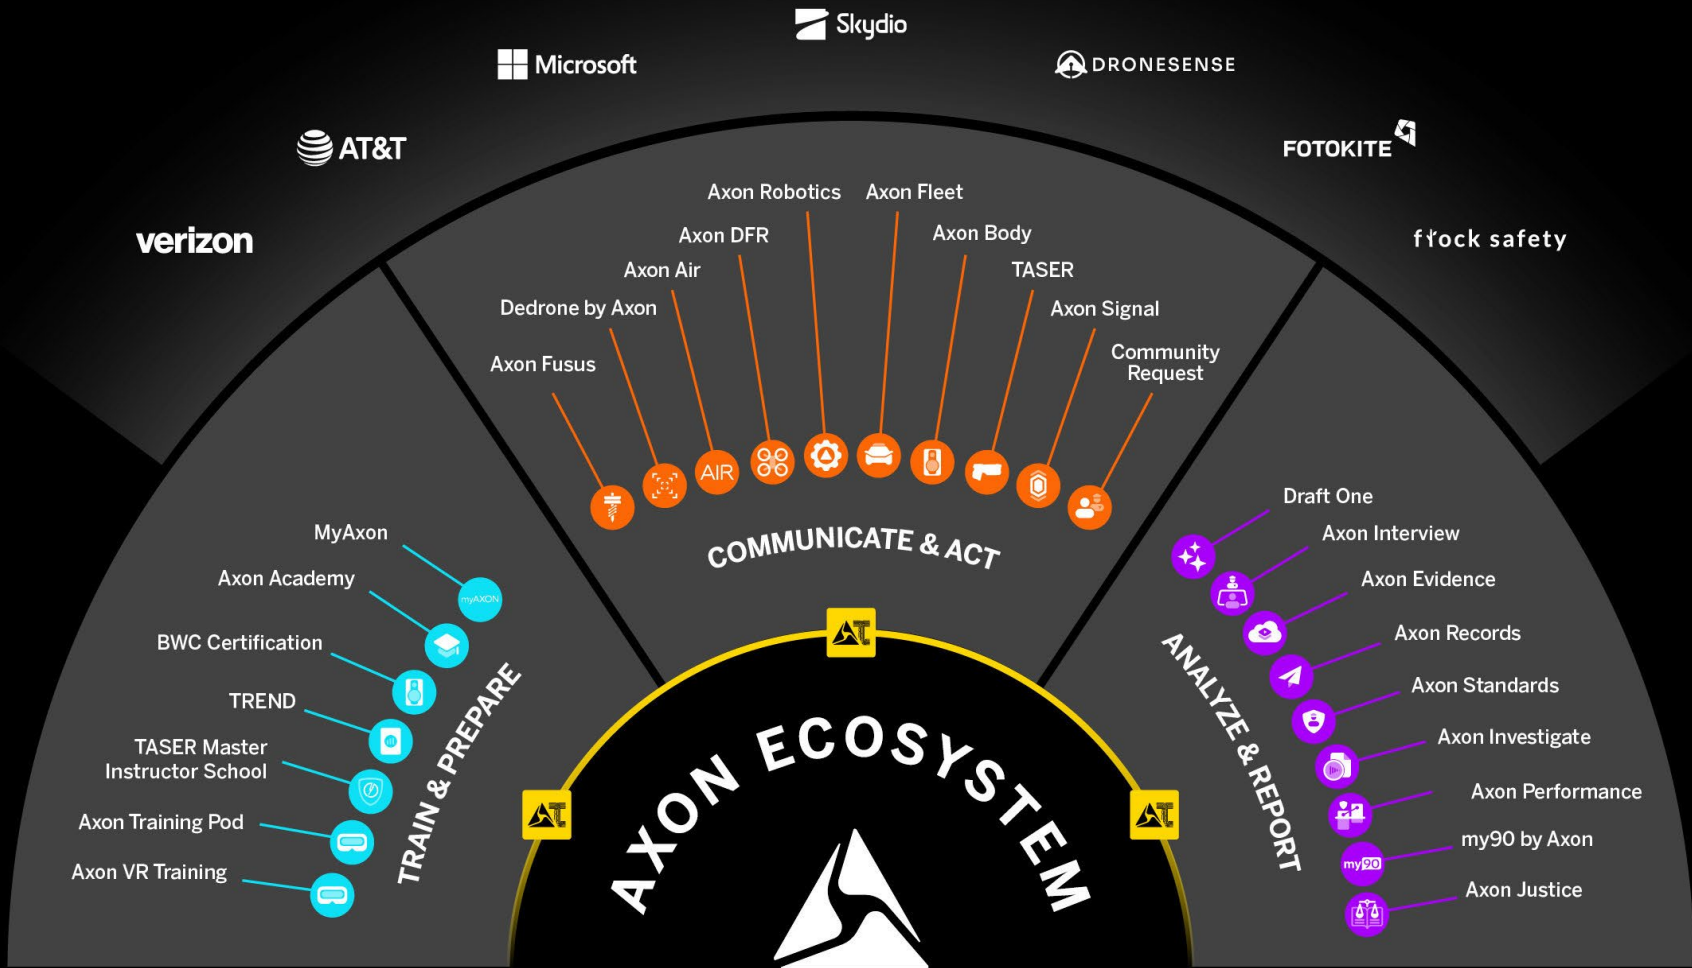 Skydio
Microsoft
DRONESENSE
AT&T
FOTOKITE
verizon
flock safety
Axon Robotics
Axon Fleet
Axon DFR
Axon Body
Axon Air
TASER
Dedrone by Axon
Axon Signal
Axon Fusus
Community
Request
AIR
COMMUNICATE & ACT
MyAxon
myAXON
Axon Academy
BWC Certification
TREND
TASER Master
Instructor School
Axon Training Pod
Axon VR Training
TRAIN & PREPARE
Draft One
Axon Interview
Axon Evidence
Axon Records
Axon Standards
Axon Investigate
Axon Performance
my90 by Axon
my90
Axon Justice
ANALYZE & REPORT
AXON ECOSYSTEM